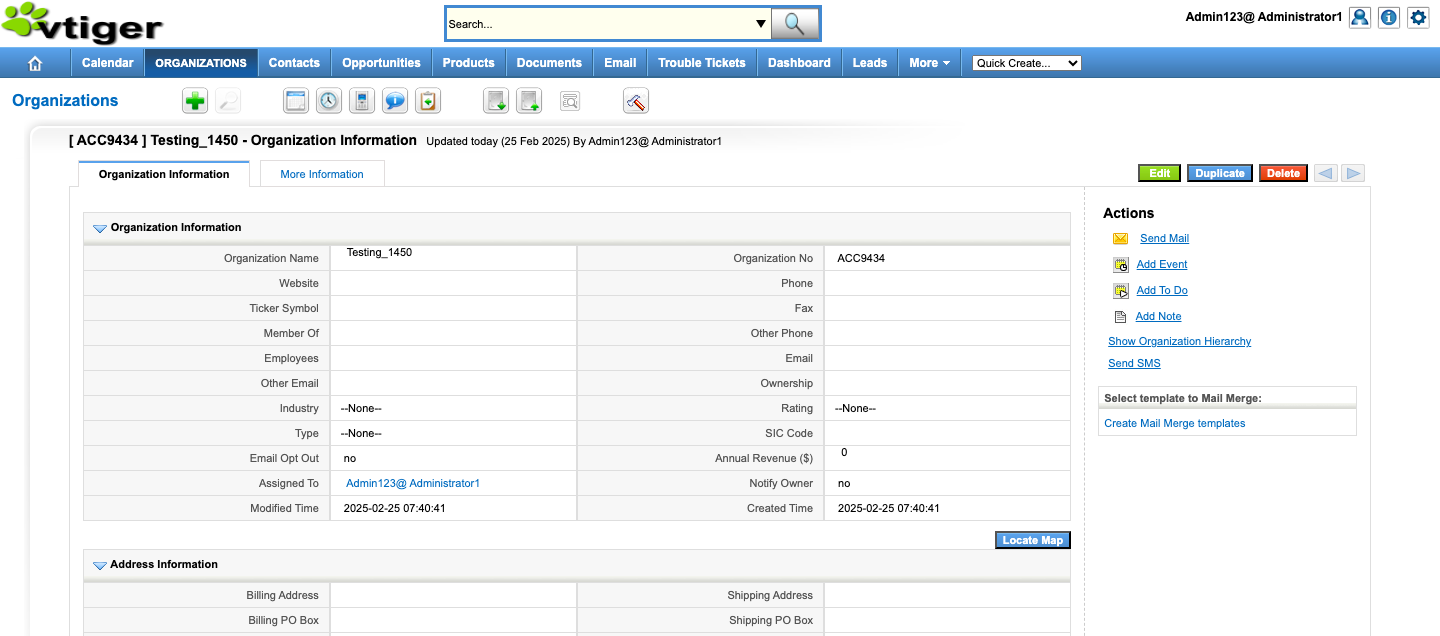 vtiger
Search...
Admin123@ Administrator1
Calendar ORGANIZATIONS Contacts Opportunities Products Documents Email Trouble Tickets Dashboard Leads More Quick Create...
Organizations
[ ACC9434 ] Testing_1450 - Organization Information Updated today (25 Feb 2025) By Admin123@ Administrator1
Organization Information More Information
Edit Duplicate Delete
Organization Information
Organization Name Testing_1450 Organization No ACC9434
Website Phone
Ticker Symbol Fax
Member Of Other Phone
Employees Email
Other Email Ownership
Industry --None-- Rating --None--
Type --None-- SIC Code
Email Opt Out no Annual Revenue ($) 0
Assigned To Admin123@ Administrator1 Notify Owner no
Modified Time 2025-02-25 07:40:41 Created Time 2025-02-25 07:40:41
Locate Map
Address Information
Billing Address Shipping Address
Billing PO Box Shipping PO Box
Actions
Send Mail
Add Event
Add To Do
Add Note
Show Organization Hierarchy
Send SMS
Select template to Mail Merge:
Create Mail Merge templates